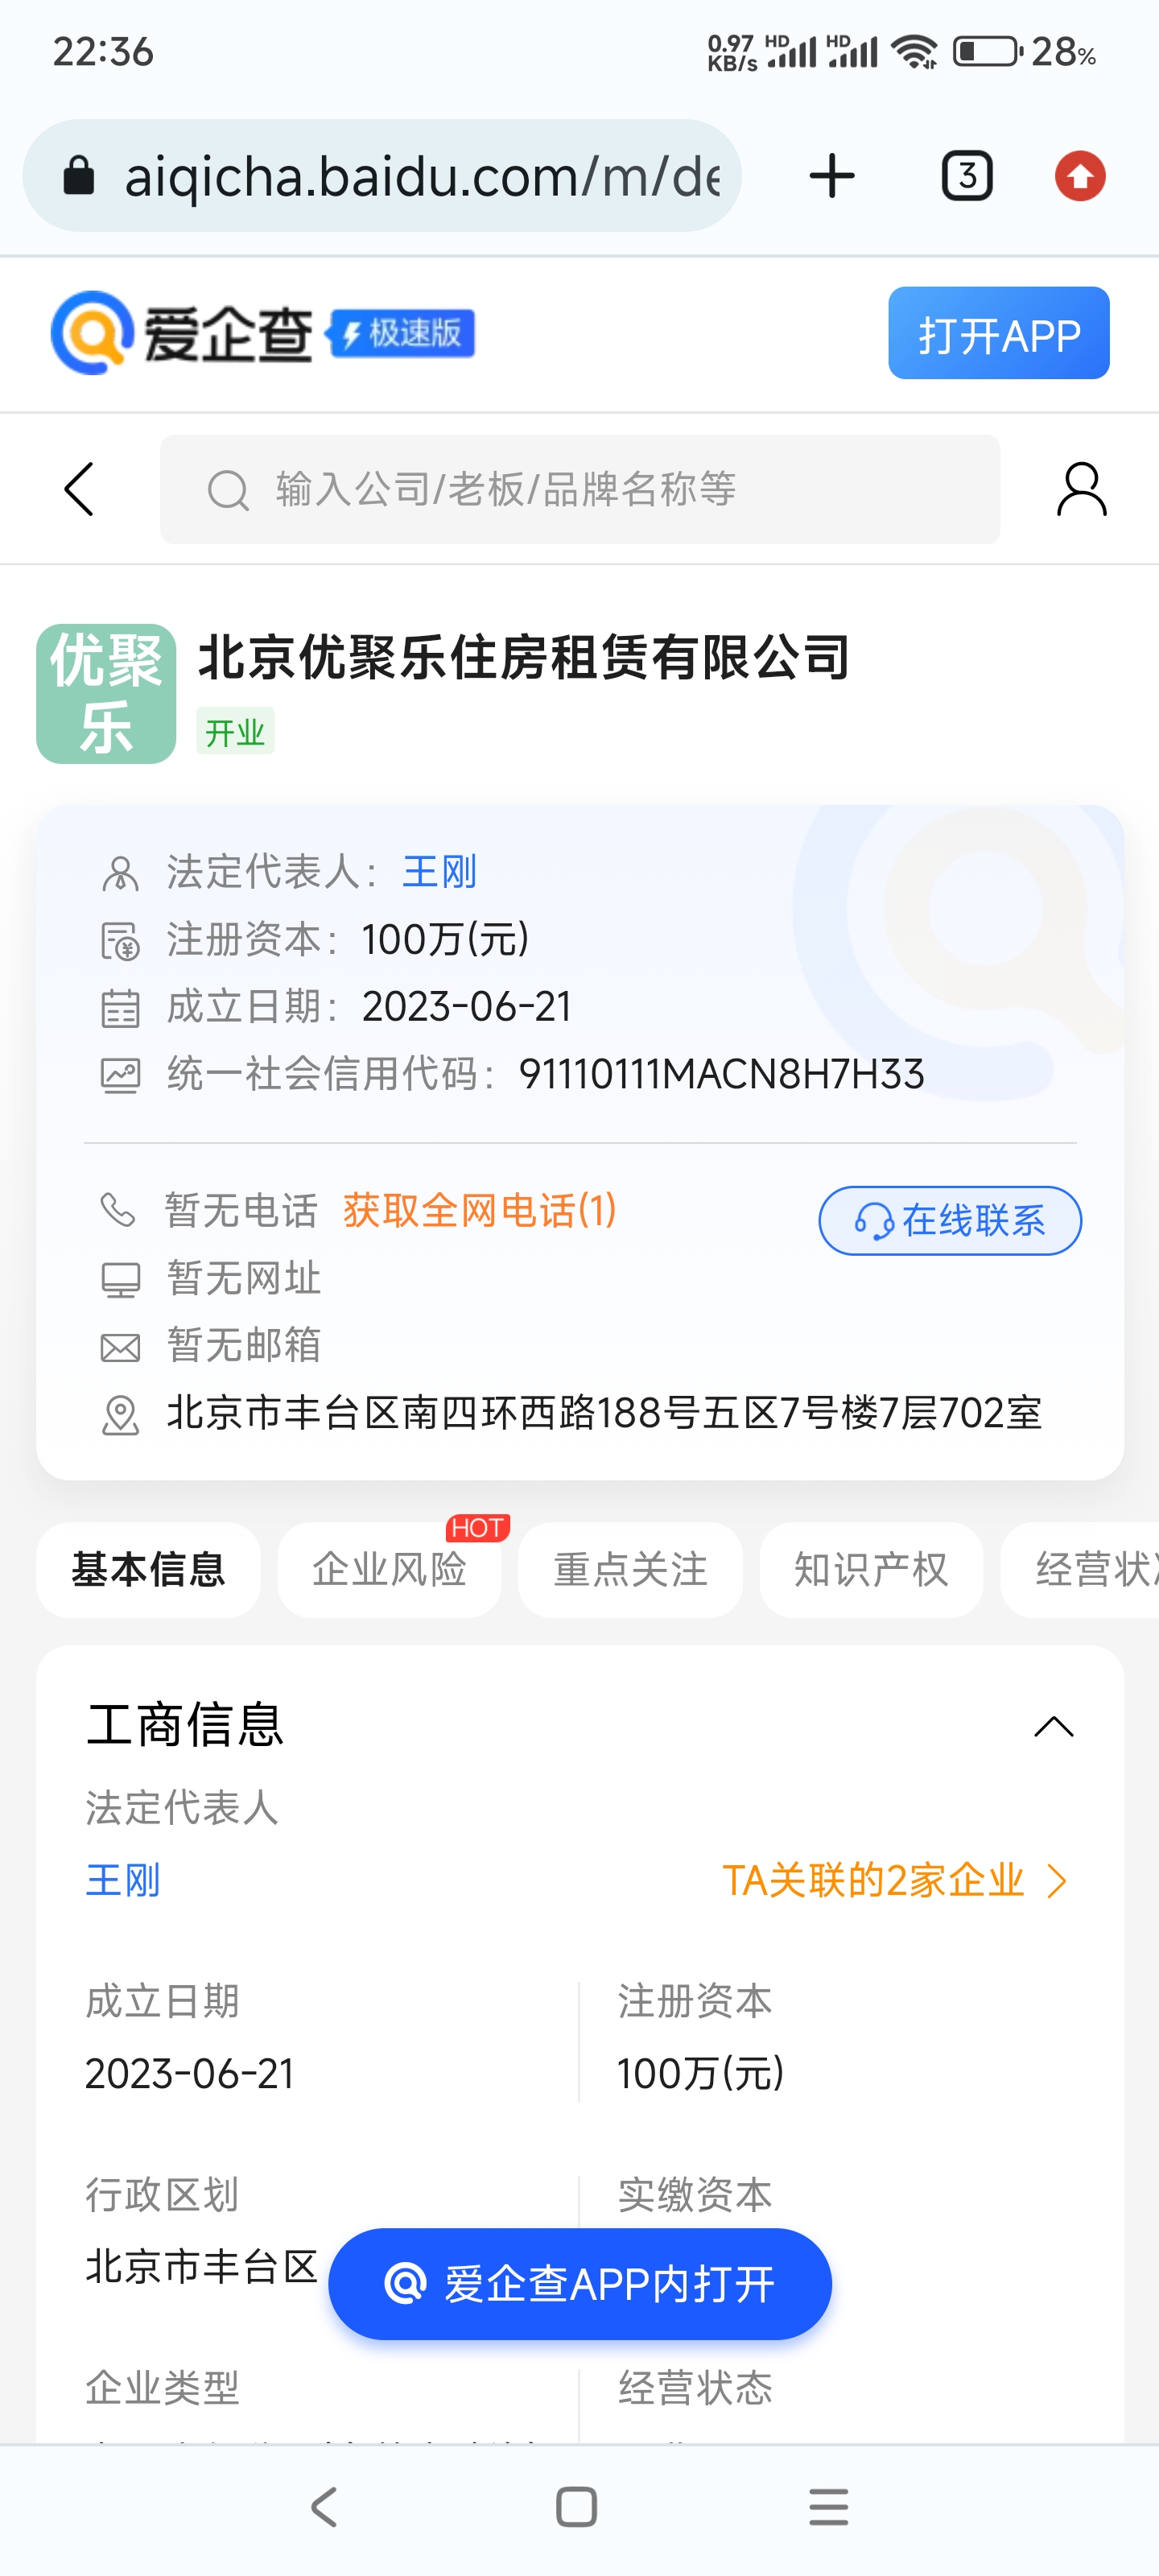 22:36
0.97 KB/s HD HD 28%
aiqicha.baidu.com/m/de
3
爱企查 极速版
打开APP
输入公司/老板/品牌名称等
优聚乐
北京优聚乐住房租赁有限公司
开业
法定代表人：王刚
注册资本：100万(元)
成立日期：2023-06-21
统一社会信用代码：91110111MACN8H7H33
暂无电话 获取全网电话(1)
在线联系
暂无网址
暂无邮箱
北京市丰台区南四环西路188号五区7号楼7层702室
HOT
基本信息 企业风险 重点关注 知识产权 经营状
工商信息
法定代表人
王刚 TA关联的2家企业
成立日期 注册资本
2023-06-21 100万(元)
行政区划 实缴资本
北京市丰台区
爱企查APP内打开
企业类型 经营状态